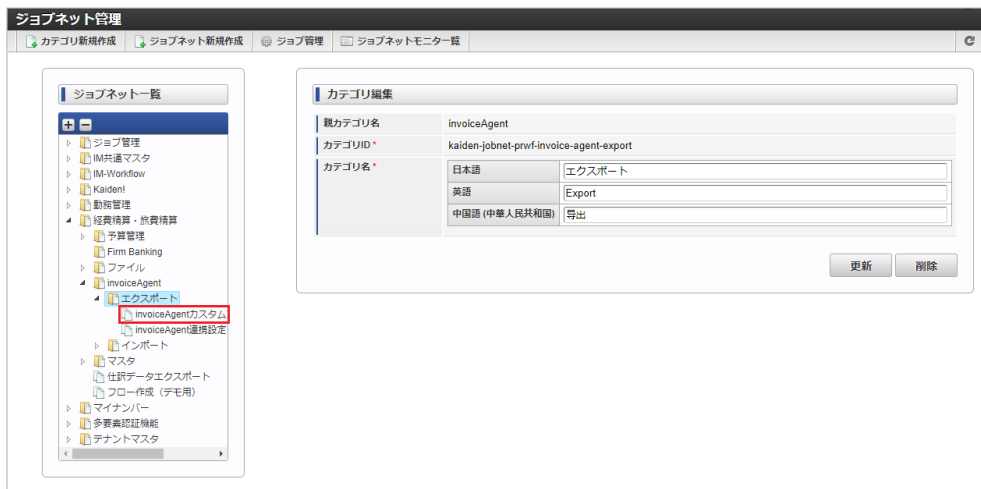 ジョブネット管理
カテゴリ新規作成 ジョブネット新規作成 ジョブ管理 ジョブネットモニター覧
ジョブネット一覧
ジョブ管理
IM共通マスタ
IM-Workflow
Kaiden!
勤務管理
経費精算・旅費精算
予算管理
Firm Banking
ファイル
invoiceAgent
エクスポート
invoiceAgentカスタム
invoiceAgent連携設定
インポート
マスタ
仕訳データエクスポート
フロー作成（デモ用）
マイナンバー
多要素認証機能
テナントマスタ
カテゴリ編集
親カテゴリ名 invoiceAgent
カテゴリID* kaiden-jobnet-prwf-invoice-agent-export
カテゴリ名*
日本語 エクスポート
英語 Export
中国語 (中華人民共和国) 导出
更新 削除